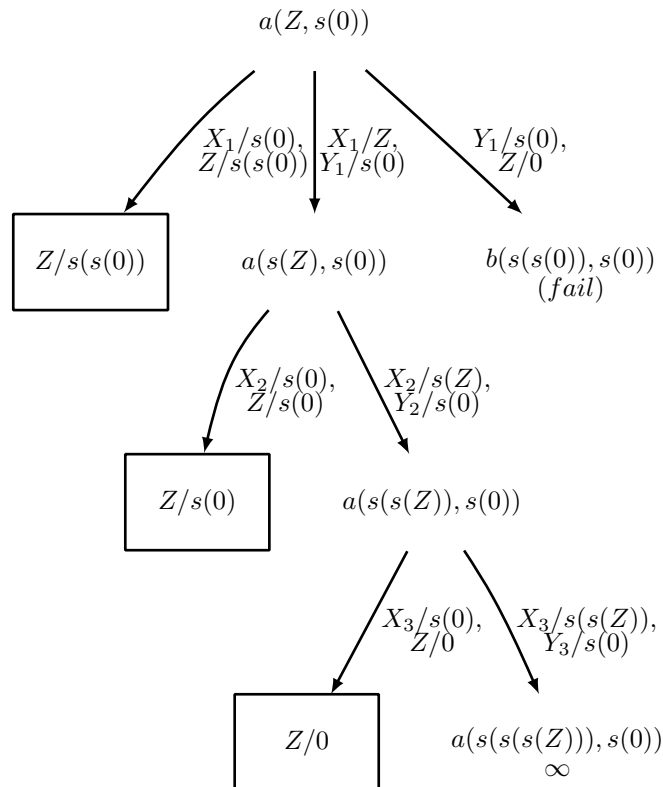 a(Z, s(0))
X₁/s(0),
Z/s(s(0))
X₁/Z,
Y₁/s(0)
Y₁/s(0),
Z/0
Z/s(s(0))
a(s(Z), s(0))
b(s(s(0)), s(0))
(fail)
X₂/s(0),
Z/s(0)
X₂/s(Z),
Y₂/s(0)
Z/s(0)
a(s(s(Z)), s(0))
X₃/s(0),
Z/0
X₃/s(s(Z)),
Y₃/s(0)
Z/0
a(s(s(s(Z))), s(0))
∞